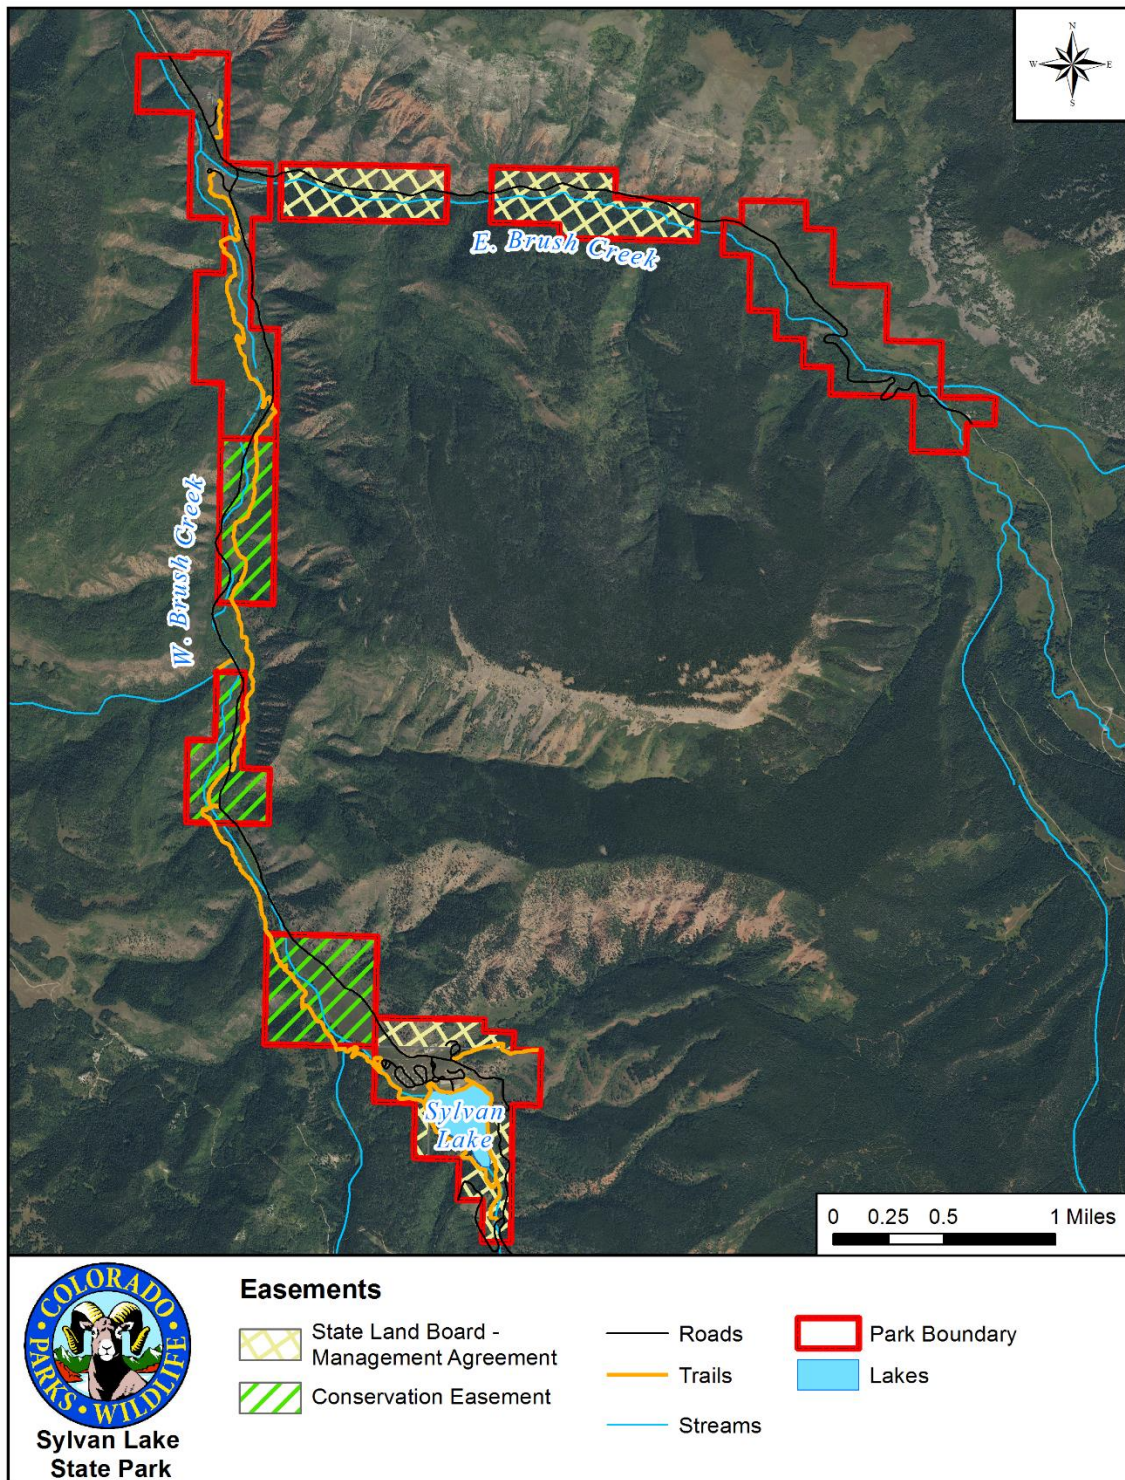 N
W E
S
E. Brush Creek
W. Brush Creek
Sylvan
Lake
0 0.25 0.5 1 Miles
COLORADO
PARKS • WILDLIFE
Sylvan Lake
State Park
Easements
State Land Board -
Management Agreement
Conservation Easement
Roads
Trails
Streams
Park Boundary
Lakes